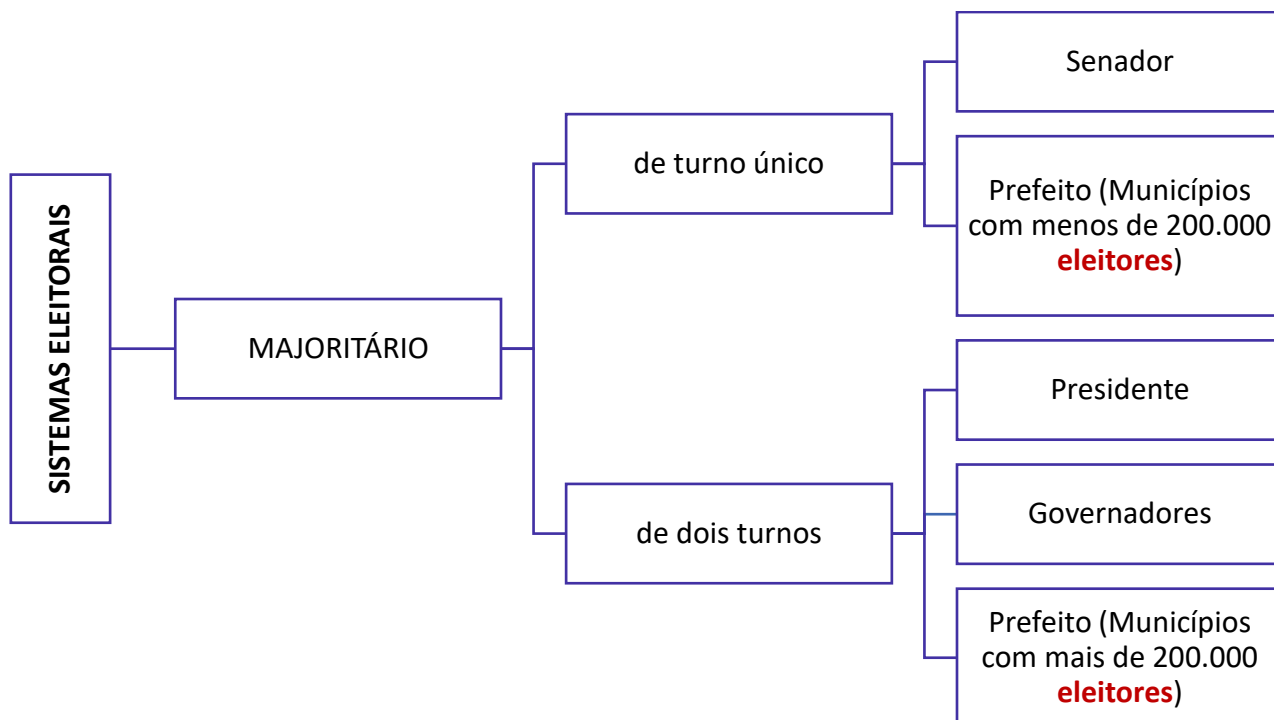 SISTEMAS ELEITORAIS
MAJORITÁRIO
de turno único
Senador
Prefeito (Municípios
com menos de 200.000
eleitores)
de dois turnos
Presidente
Governadores
Prefeito (Municípios
com mais de 200.000
eleitores)